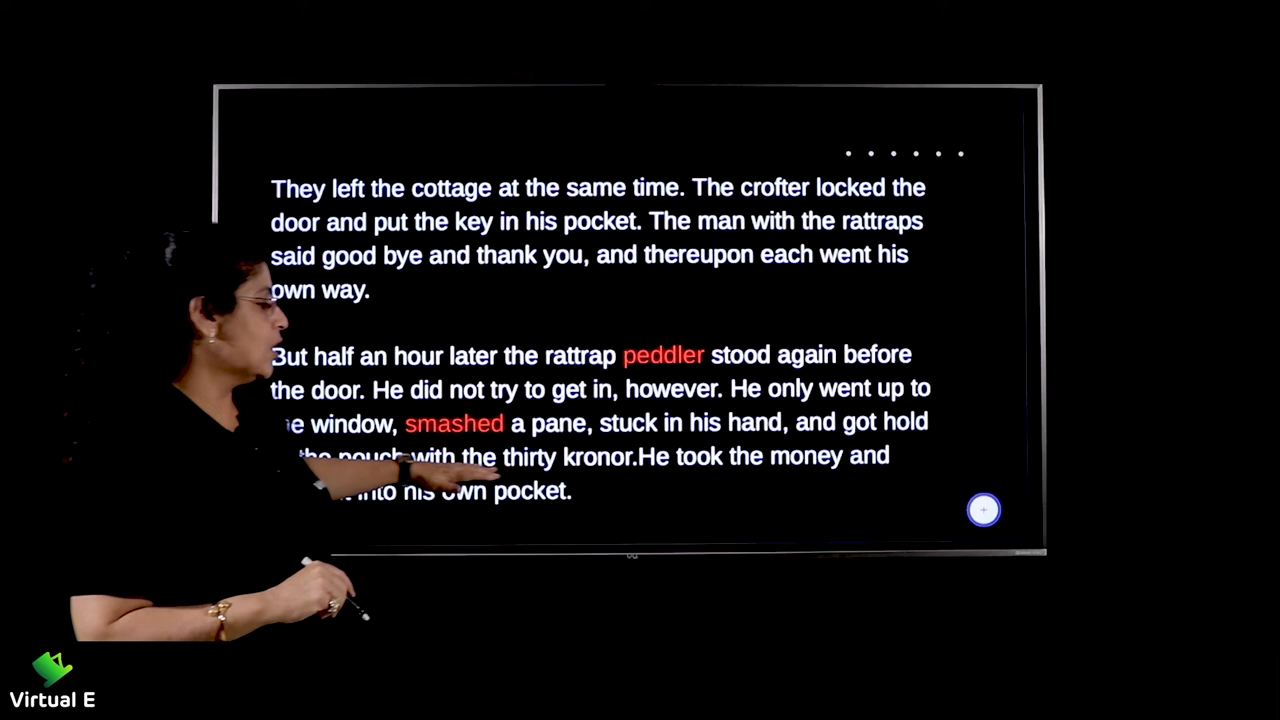 They left the cottage at the same time. The crofter locked the
door and put the key in his pocket. The man with the rattraps
said good bye and thank you, and thereupon each went his
own way.
But half an hour later the rattrap peddler stood again before
the door. He did not try to get in, however. He only went up to
window, smashed a pane, stuck in his hand, and got hold
the pouch with the thirty kronor.He took the money and
into his own pocket.
Virtual E